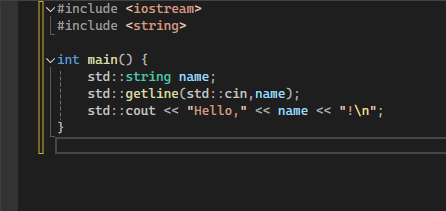 #include <iostream>
#include <string>
int main() {
std::string name;
std::getline(std::cin,name);
std::cout << "Hello," << name << "!\n";
}